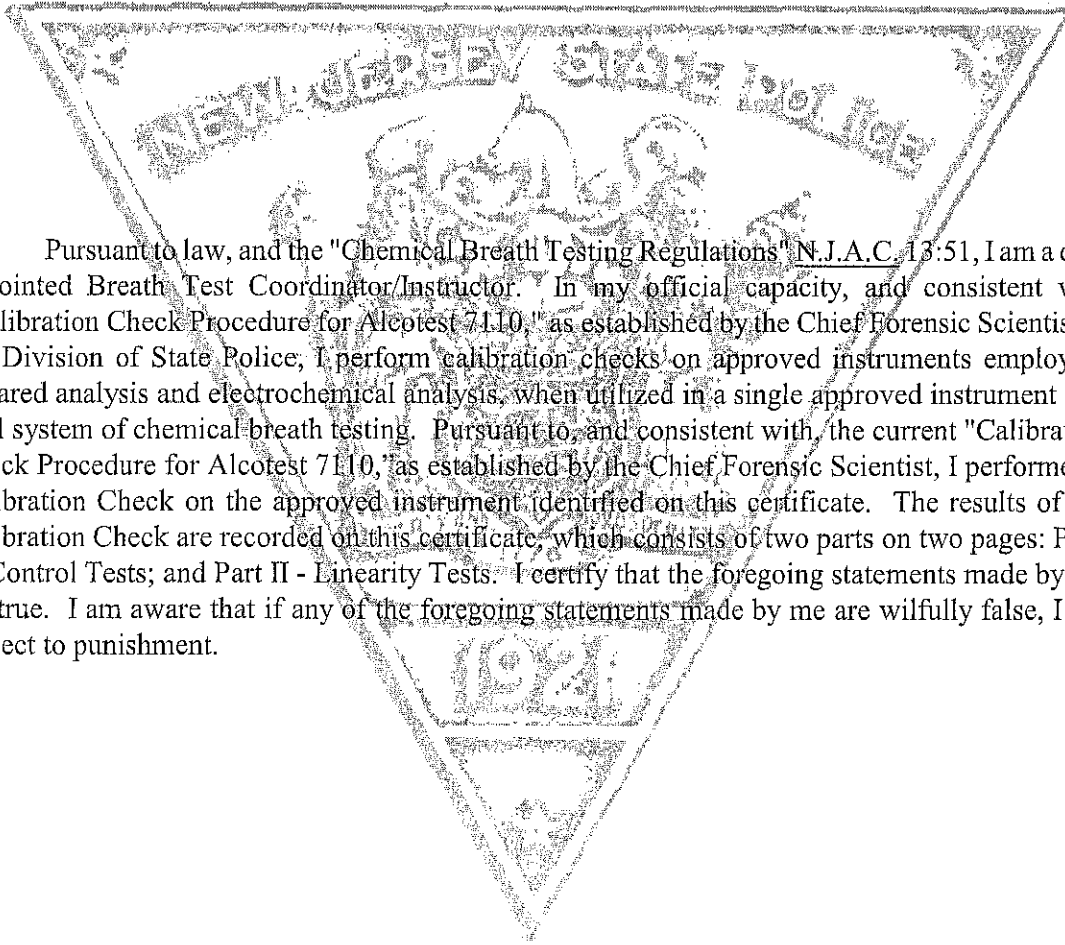 NEW JERSEY STATE POLICE
Pursuant to law, and the "Chemical Breath Testing Regulations" N.J.A.C. 13:51, I am a d
ointed Breath Test Coordinator/Instructor. In my official capacity, and consistent w
libration Check Procedure for Alcotest 7110," as established by the Chief Forensic Scientis
Division of State Police, I perform calibration checks on approved instruments employ
ared analysis and electrochemical analysis, when utilized in a single approved instrument
l system of chemical breath testing. Pursuant to, and consistent with, the current "Calibra
ck Procedure for Alcotest 7110," as established by the Chief Forensic Scientist, I performe
ibration Check on the approved instrument identified on this certificate. The results of
ibration Check are recorded on this certificate, which consists of two parts on two pages: P
Control Tests; and Part II - Linearity Tests. I certify that the foregoing statements made by
true. I am aware that if any of the foregoing statements made by me are wilfully false, I
ject to punishment.
1921